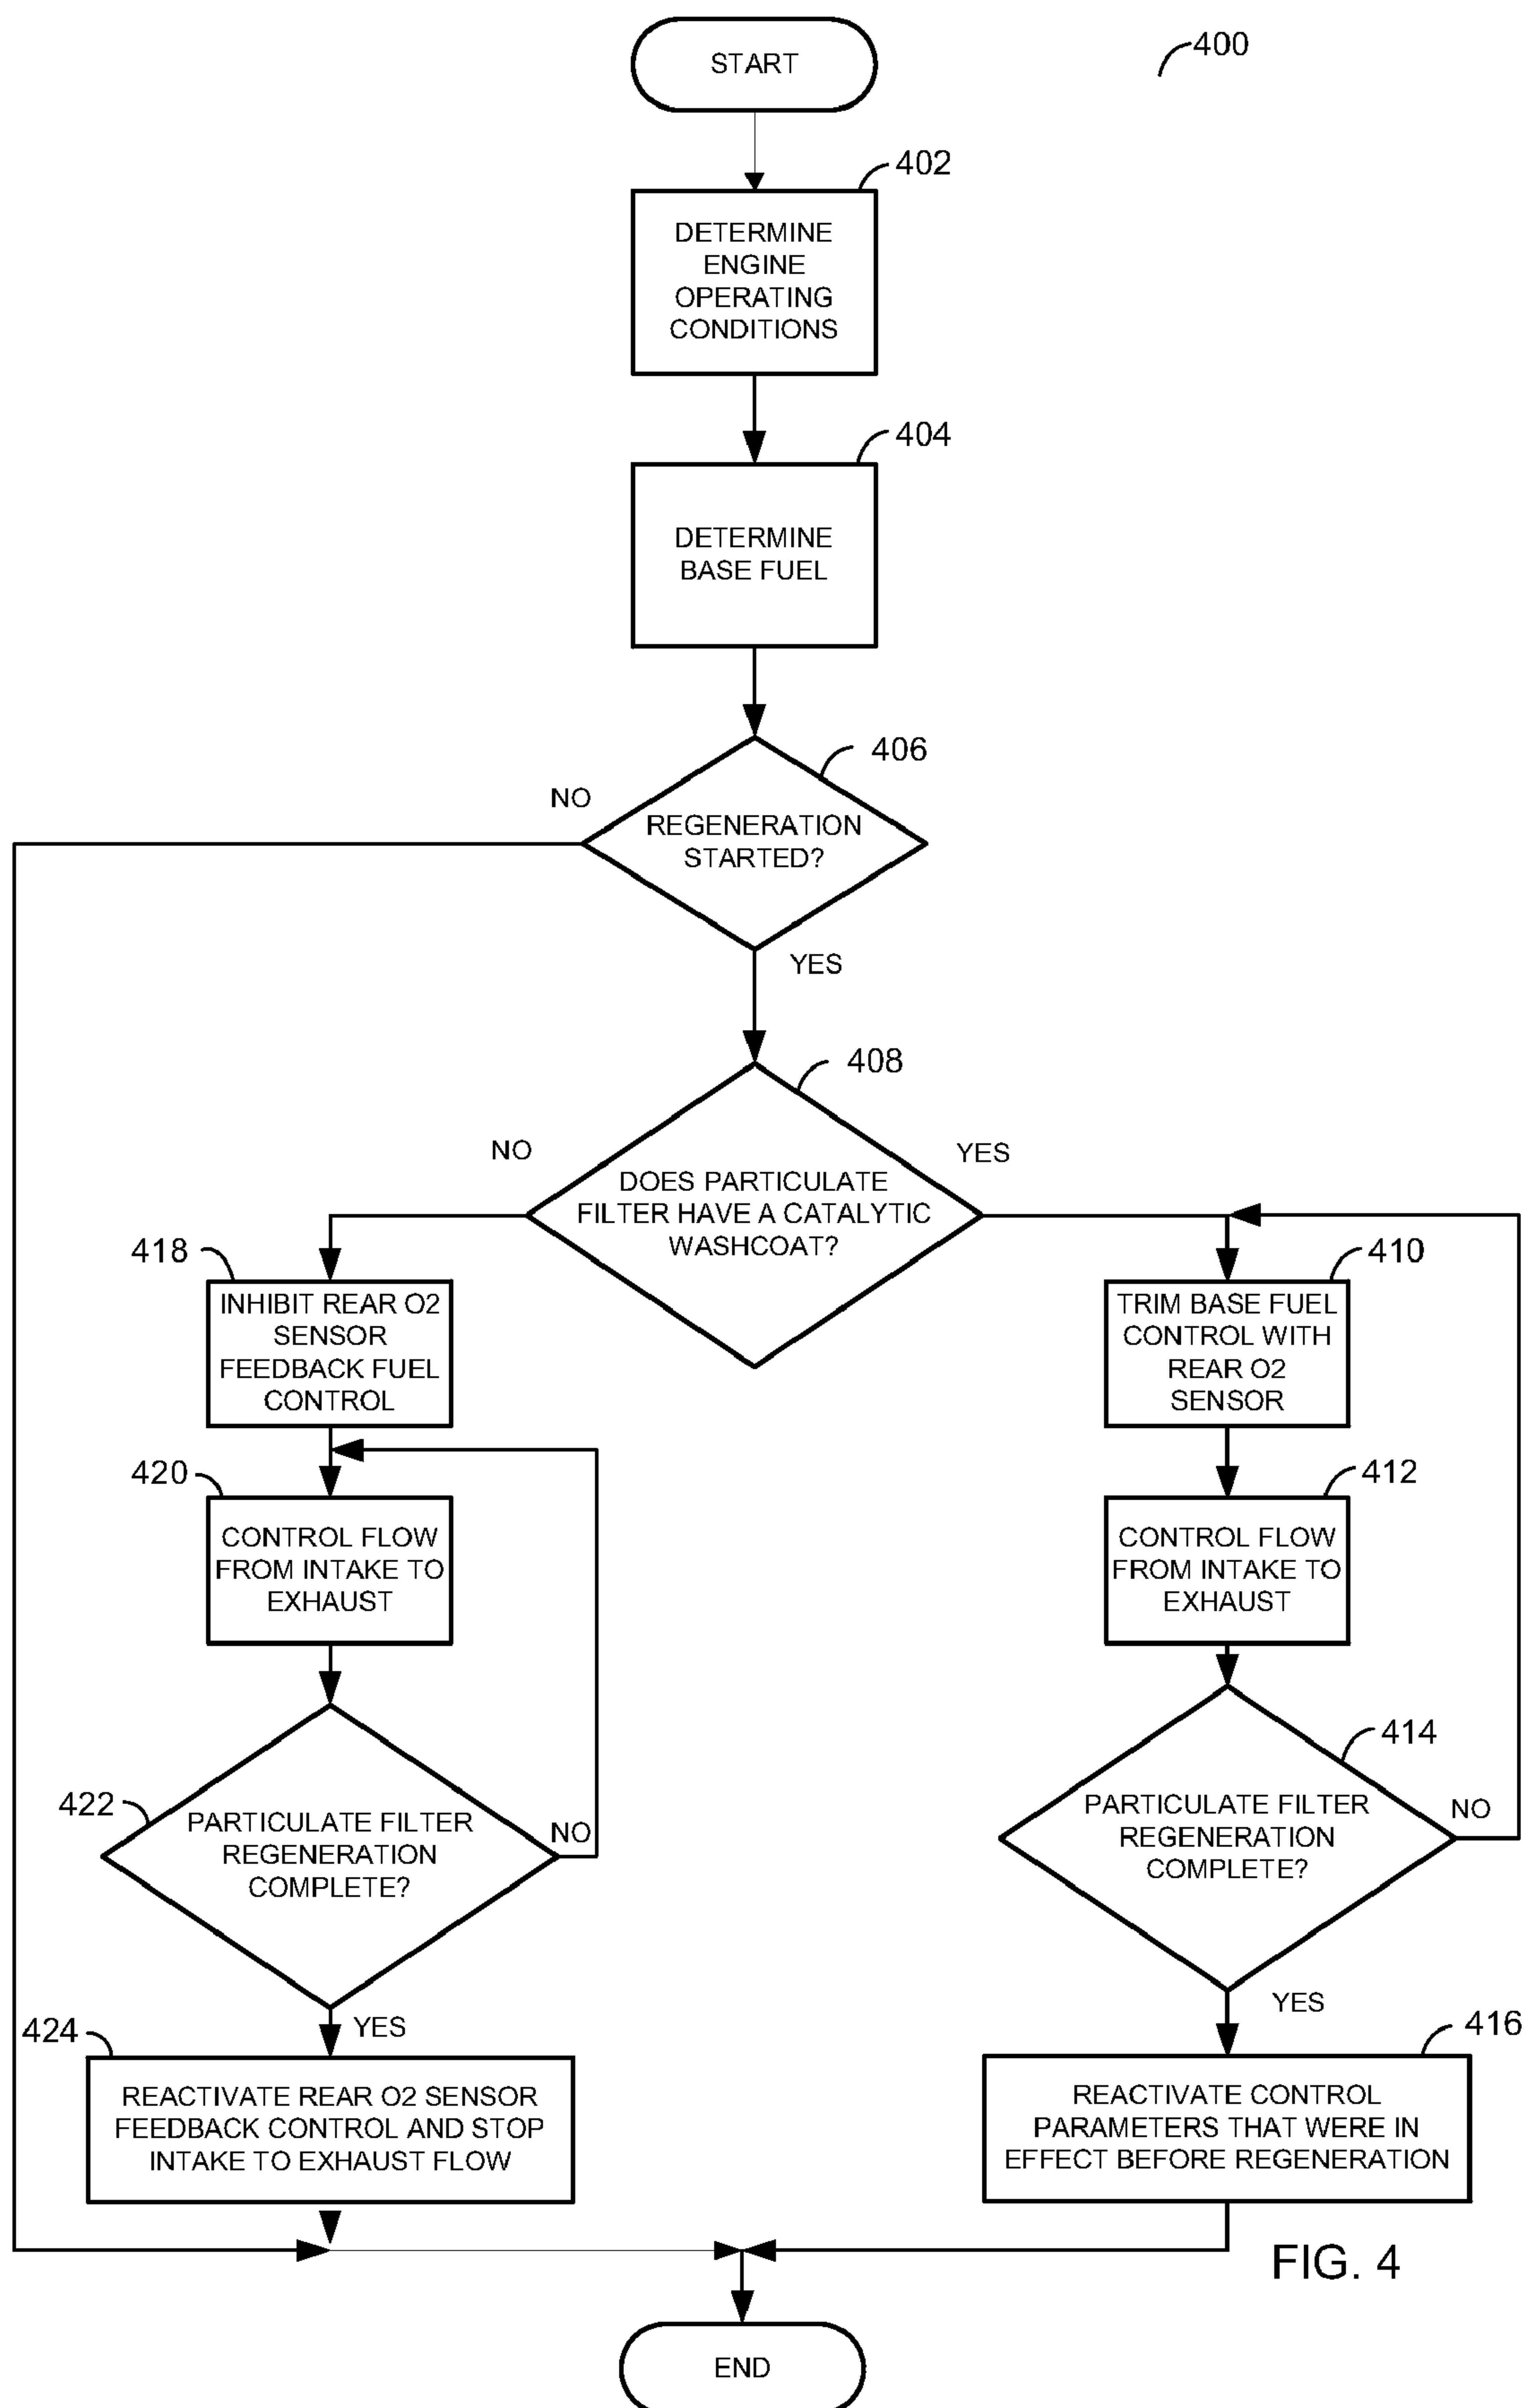 START
400
402
DETERMINE
ENGINE
OPERATING
CONDITIONS
404
DETERMINE
BASE FUEL
406
NO
REGENERATION
STARTED?
YES
408
NO
YES
DOES PARTICULATE
FILTER HAVE A CATALYTIC
WASHCOAT?
418
INHIBIT REAR O2
SENSOR
FEEDBACK FUEL
CONTROL
410
TRIM BASE FUEL
CONTROL WITH
REAR O2
SENSOR
420
CONTROL FLOW
FROM INTAKE TO
EXHAUST
412
CONTROL FLOW
FROM INTAKE TO
EXHAUST
422
PARTICULATE FILTER
REGENERATION
COMPLETE?
NO
414
PARTICULATE FILTER
REGENERATION
COMPLETE?
NO
YES
YES
424
REACTIVATE REAR O2 SENSOR
FEEDBACK CONTROL AND STOP
INTAKE TO EXHAUST FLOW
416
REACTIVATE CONTROL
PARAMETERS THAT WERE IN
EFFECT BEFORE REGENERATION
FIG. 4
END